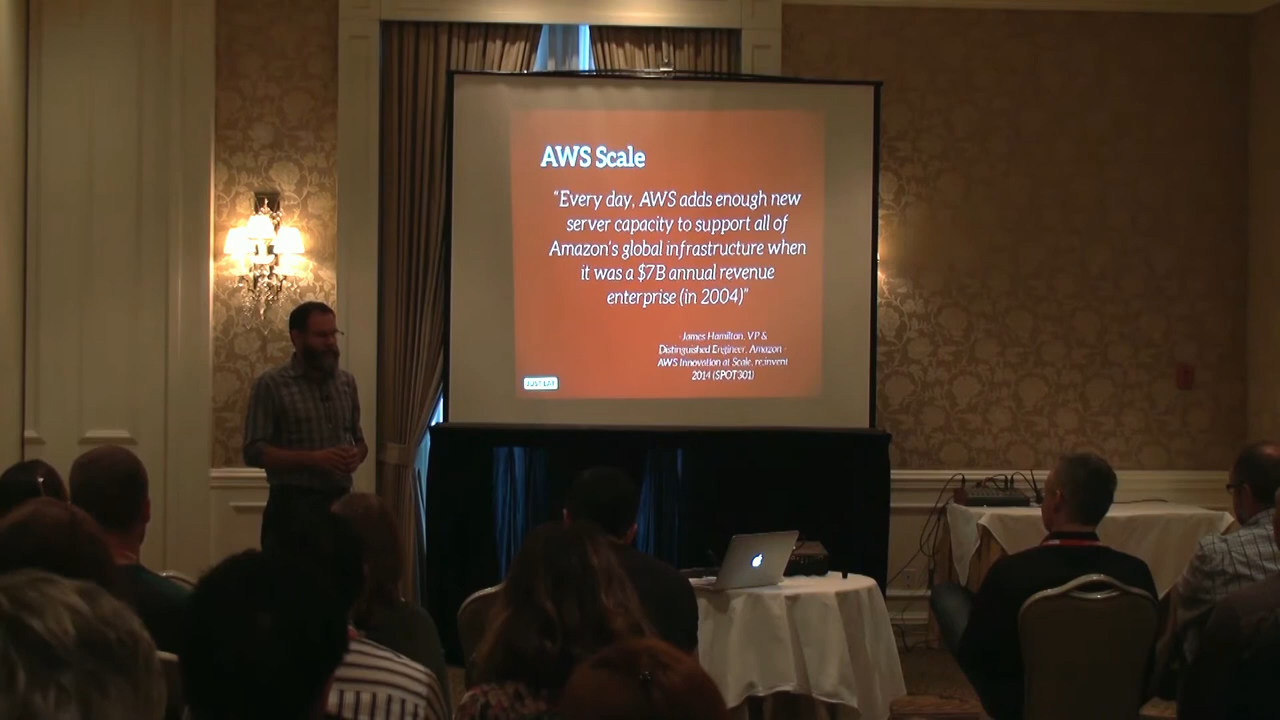 AWS Scale
“Every day, AWS adds enough new
server capacity to support all of
Amazon's global infrastructure when
it was a $7B annual revenue
enterprise (in 2004)”
- James Hamilton, VP &
Distinguished Engineer, Amazon -
AWS Innovation at Scale, re:invent
2014 (SPOT301)
JUST EAT